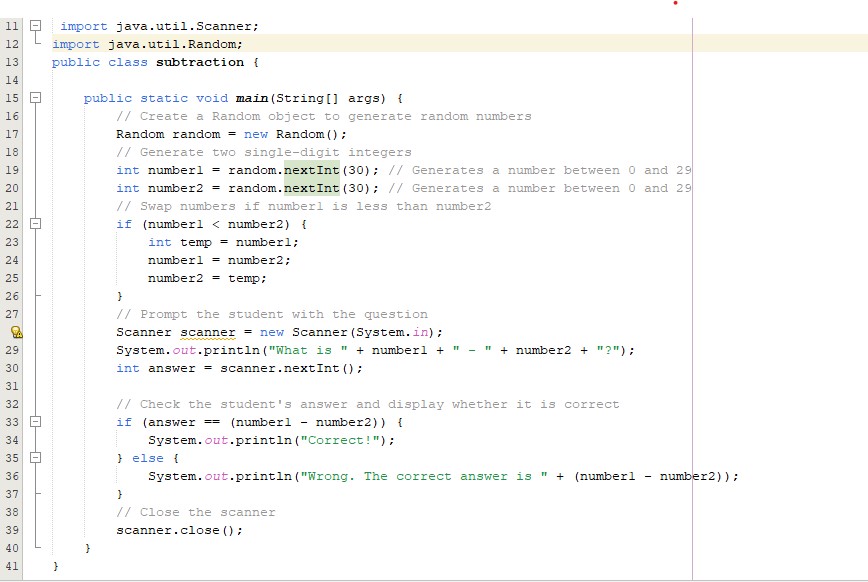 11 import java.util.Scanner;
12 import java.util.Random;
13 public class subtraction {
14
15 public static void main(String[] args) {
16 // Create a Random object to generate random numbers
17 Random random = new Random();
18 // Generate two single-digit integers
19 int number1 = random.nextInt(30); // Generates a number between 0 and 29
20 int number2 = random.nextInt(30); // Generates a number between 0 and 29
21 // Swap numbers if number1 is less than number2
22 if (number1 < number2) {
23 int temp = number1;
24 number1 = number2;
25 number2 = temp;
26 }
27 // Prompt the student with the question
Scanner scanner = new Scanner(System.in);
29 System.out.println("What is " + number1 + " - " + number2 + "?");
30 int answer = scanner.nextInt();
31
32 // Check the student's answer and display whether it is correct
33 if (answer == (number1 - number2)) {
34 System.out.println("Correct!");
35 } else {
36 System.out.println("Wrong. The correct answer is " + (number1 - number2));
37 }
38 // Close the scanner
39 scanner.close();
40 }
41 }